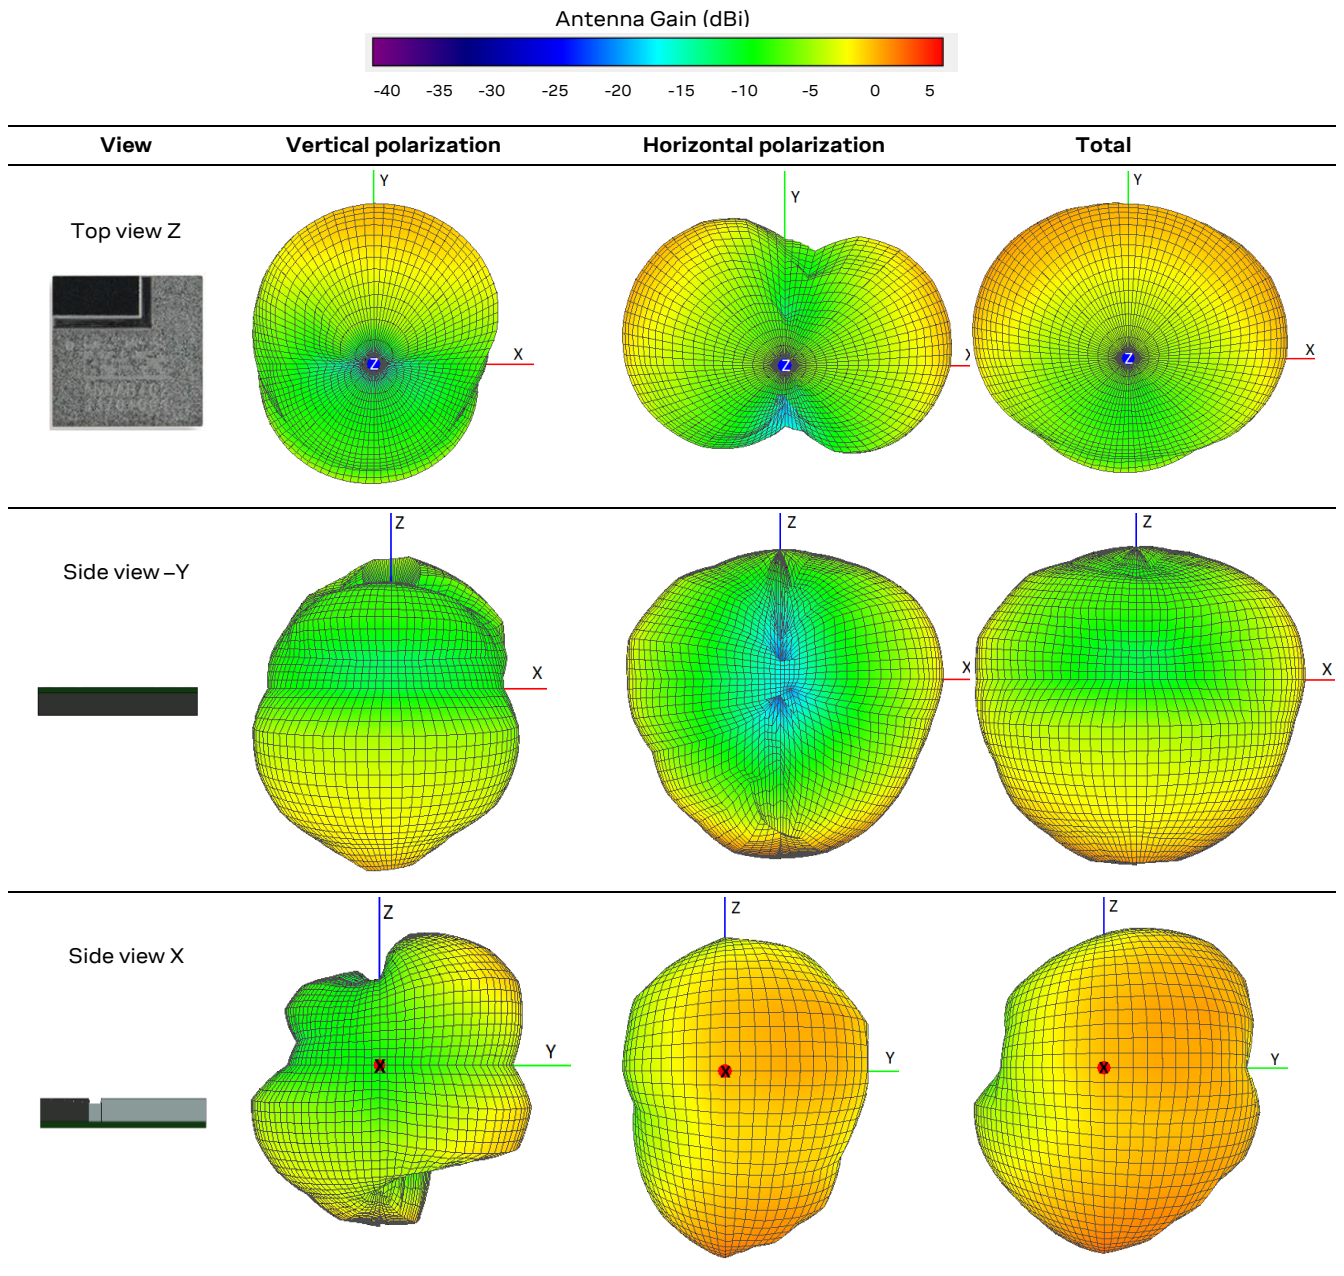 Antenna Gain (dBi)
-40 -35 -30 -25 -20 -15 -10 -5 0 5
View Vertical polarization Horizontal polarization Total
Top view Z
Y
X
Z
Y
X
Z
Y
X
Z
Side view –Y
Z
X
Z
X
Z
X
Side view X
Z
Y
X
Z
Y
X
Z
Y
X